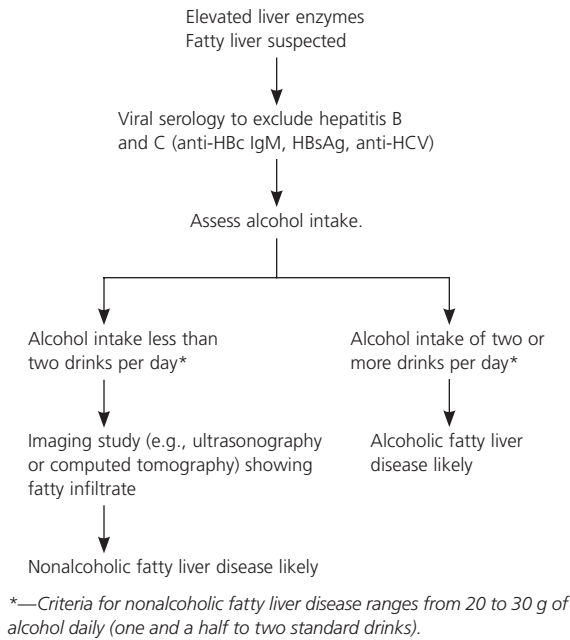 Elevated liver enzymes
Fatty liver suspected
Viral serology to exclude hepatitis B
and C (anti-HBc IgM, HBsAg, anti-HCV)
Assess alcohol intake.
Alcohol intake less than
two drinks per day*
Alcohol intake of two or
more drinks per day*
Imaging study (e.g., ultrasonography
or computed tomography) showing
fatty infiltrate
Alcoholic fatty liver
disease likely
Nonalcoholic fatty liver disease likely
*—Criteria for nonalcoholic fatty liver disease ranges from 20 to 30 g of
alcohol daily (one and a half to two standard drinks).